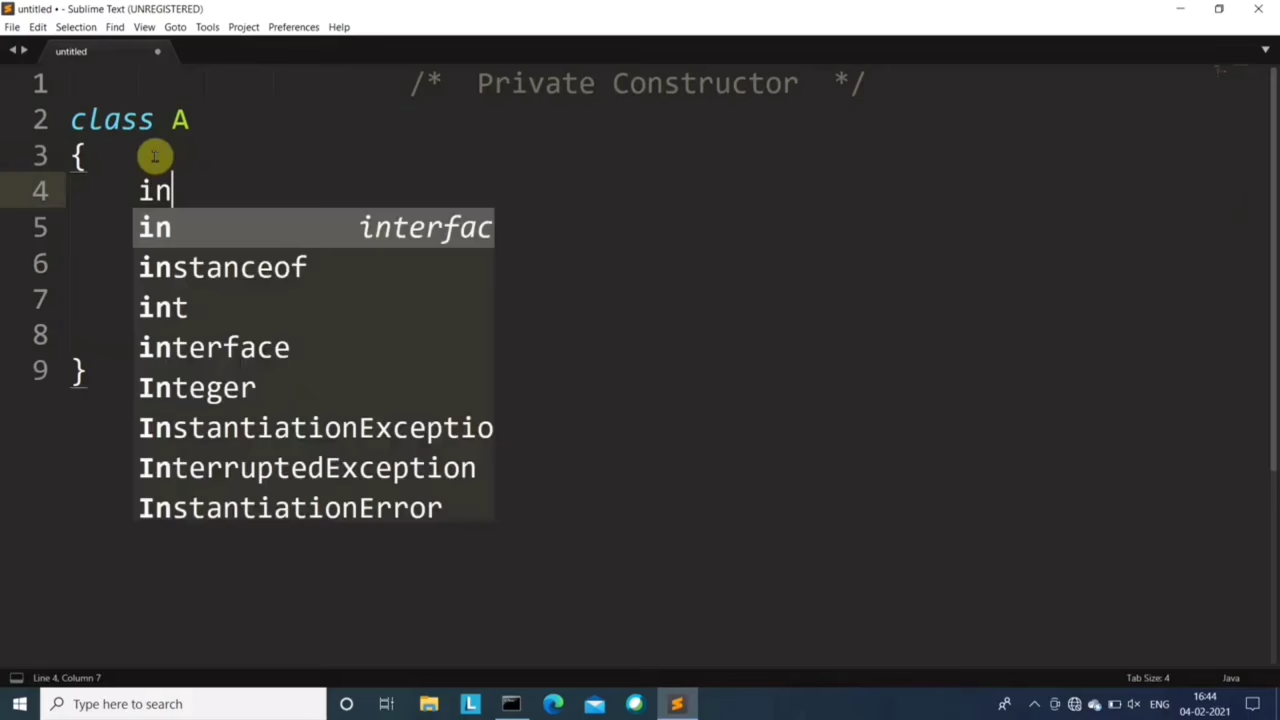 untitled • - Sublime Text (UNREGISTERED)
File Edit Selection Find View Goto Tools Project Preferences Help
untitled
1 /* Private Constructor */
2 class A
3 {
4 in
5 in interfac
6 instanceof
7 int
8 interface
9 }
Integer
InstantiationExceptio
InterruptedException
InstantiationError
Line 4, Column 7 Tab Size: 4 Java
Type here to search ENG 16:44
04-02-2021